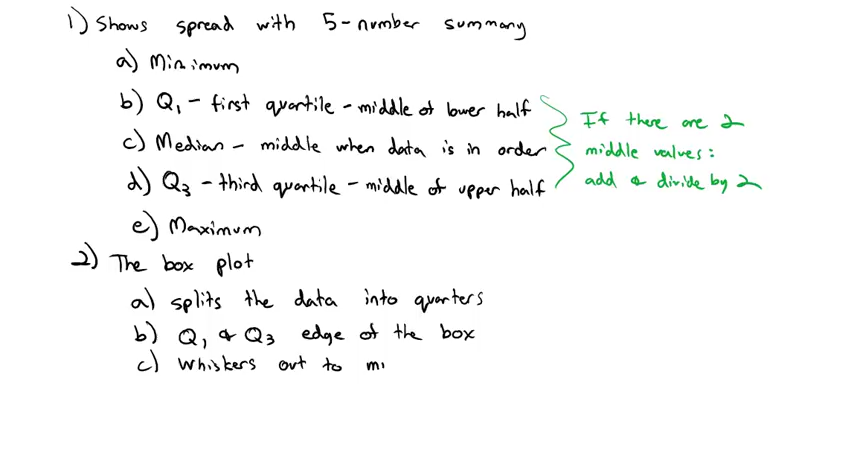 1) Shows spread with 5-number summary
a) Minimum
b) Q₁ - first quartile - middle of lower half
c) Median - middle when data is in order
d) Q₃ - third quartile - middle of upper half
e) Maximum
If there are 2
middle values:
add & divide by 2
2) The box plot
a) splits the data into quarters
b) Q₁ & Q₃ edge of the box
c) Whiskers out to mi